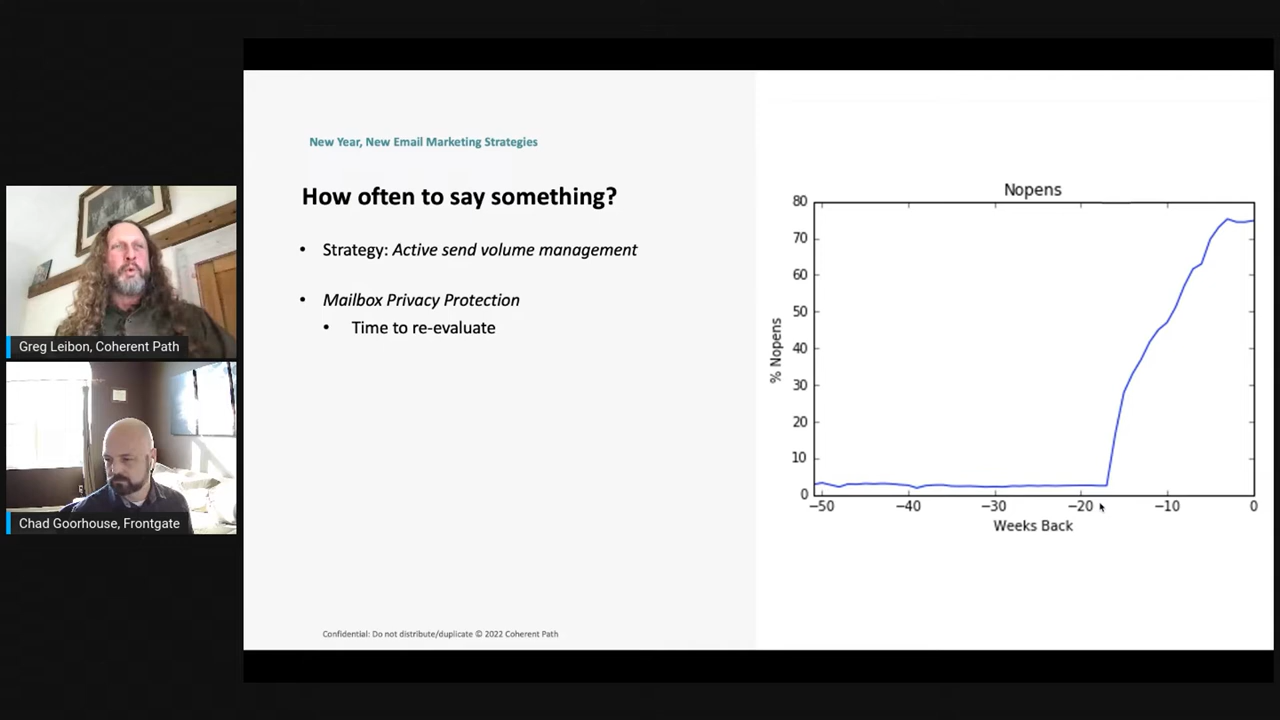 New Year, New Email Marketing Strategies
How often to say something?
• Strategy: Active send volume management
• Mailbox Privacy Protection
• Time to re-evaluate
Confidential: Do not distribute/duplicate © 2022 Coherent Path
Nopens
80
70
60
50
40
30
20
10
0
% Nopens
−50 −40 −30 −20 −10 0
Weeks Back
Greg Leibon, Coherent Path
Chad Goorhouse, Frontgate